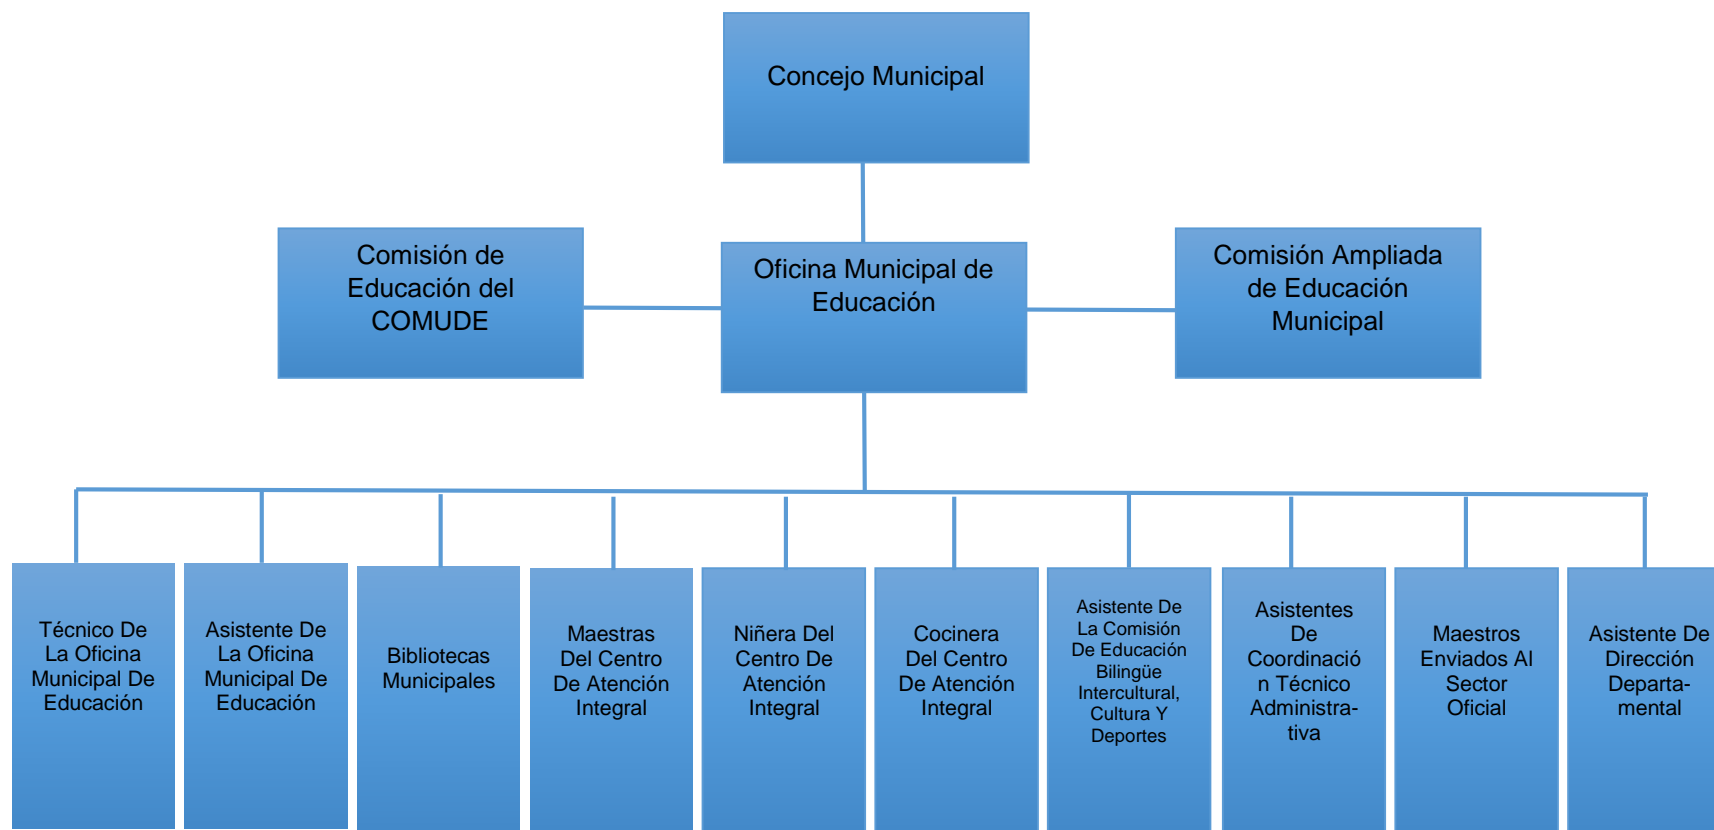 Concejo Municipal
Comisión de
Educación del
COMUDE
Oficina Municipal de
Educación
Comisión Ampliada
de Educación
Municipal
Técnico De
La Oficina
Municipal De
Educación
Asistente De
La Oficina
Municipal De
Educación
Bibliotecas
Municipales
Maestras
Del Centro
De Atención
Integral
Niñera Del
Centro De
Atención
Integral
Cocinera
Del Centro
De Atención
Integral
Asistente De
La Comisión
De Educación
Bilingüe
Intercultural,
Cultura Y
Deportes
Asistentes
De
Coordinació
n Técnico
Administra-
tiva
Maestros
Enviados Al
Sector
Oficial
Asistente De
Dirección
Departa-
mental